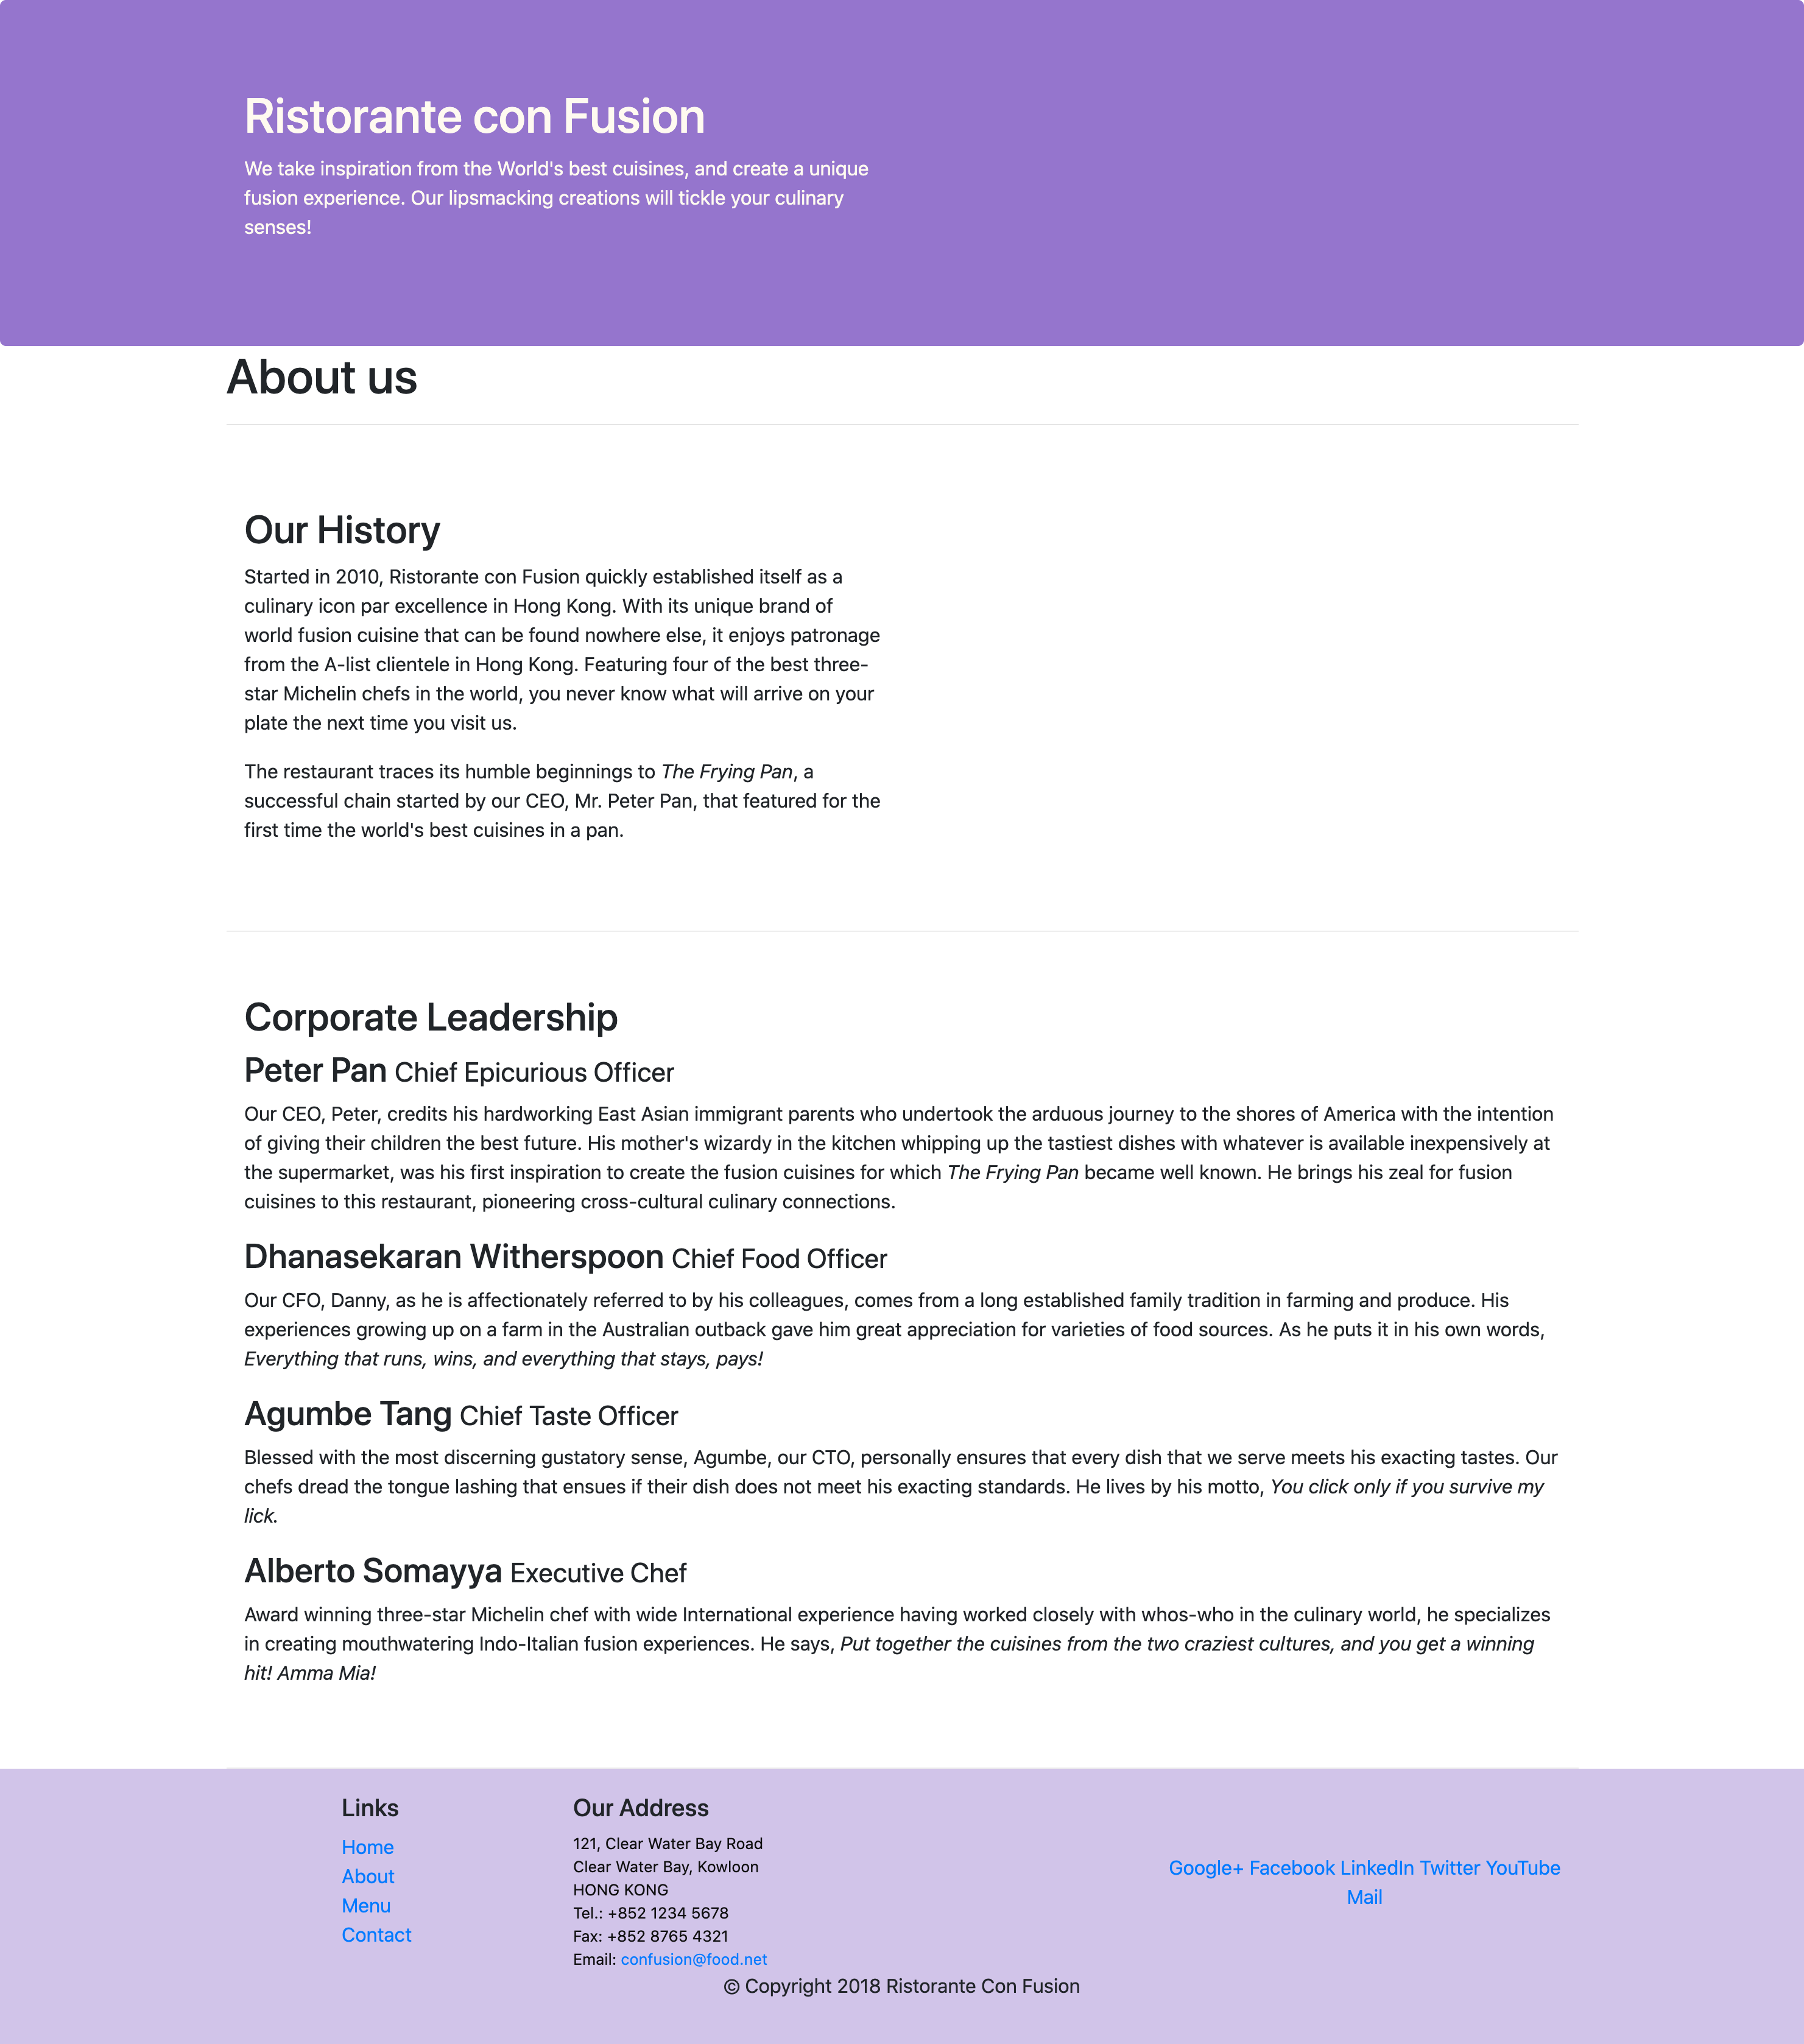 Ristorante con Fusion
We take inspiration from the World's best cuisines, and create a unique
fusion experience. Our lipsmacking creations will tickle your culinary
senses!
About us
Our History
Started in 2010, Ristorante con Fusion quickly established itself as a
culinary icon par excellence in Hong Kong. With its unique brand of
world fusion cuisine that can be found nowhere else, it enjoys patronage
from the A-list clientele in Hong Kong. Featuring four of the best three-
star Michelin chefs in the world, you never know what will arrive on your
plate the next time you visit us.
The restaurant traces its humble beginnings to The Frying Pan, a
successful chain started by our CEO, Mr. Peter Pan, that featured for the
first time the world's best cuisines in a pan.
Corporate Leadership
Peter Pan Chief Epicurious Officer
Our CEO, Peter, credits his hardworking East Asian immigrant parents who undertook the arduous journey to the shores of America with the intention
of giving their children the best future. His mother's wizardy in the kitchen whipping up the tastiest dishes with whatever is available inexpensively at
the supermarket, was his first inspiration to create the fusion cuisines for which The Frying Pan became well known. He brings his zeal for fusion
cuisines to this restaurant, pioneering cross-cultural culinary connections.
Dhanasekaran Witherspoon Chief Food Officer
Our CFO, Danny, as he is affectionately referred to by his colleagues, comes from a long established family tradition in farming and produce. His
experiences growing up on a farm in the Australian outback gave him great appreciation for varieties of food sources. As he puts it in his own words,
Everything that runs, wins, and everything that stays, pays!
Agumbe Tang Chief Taste Officer
Blessed with the most discerning gustatory sense, Agumbe, our CTO, personally ensures that every dish that we serve meets his exacting tastes. Our
chefs dread the tongue lashing that ensues if their dish does not meet his exacting standards. He lives by his motto, You click only if you survive my
lick.
Alberto Somayya Executive Chef
Award winning three-star Michelin chef with wide International experience having worked closely with whos-who in the culinary world, he specializes
in creating mouthwatering Indo-Italian fusion experiences. He says, Put together the cuisines from the two craziest cultures, and you get a winning
hit! Amma Mia!
Links
Home
About
Menu
Contact
Our Address
121, Clear Water Bay Road
Clear Water Bay, Kowloon
HONG KONG
Tel.: +852 1234 5678
Fax: +852 8765 4321
Email: confusion@food.net
Google+ Facebook LinkedIn Twitter YouTube
Mail
© Copyright 2018 Ristorante Con Fusion